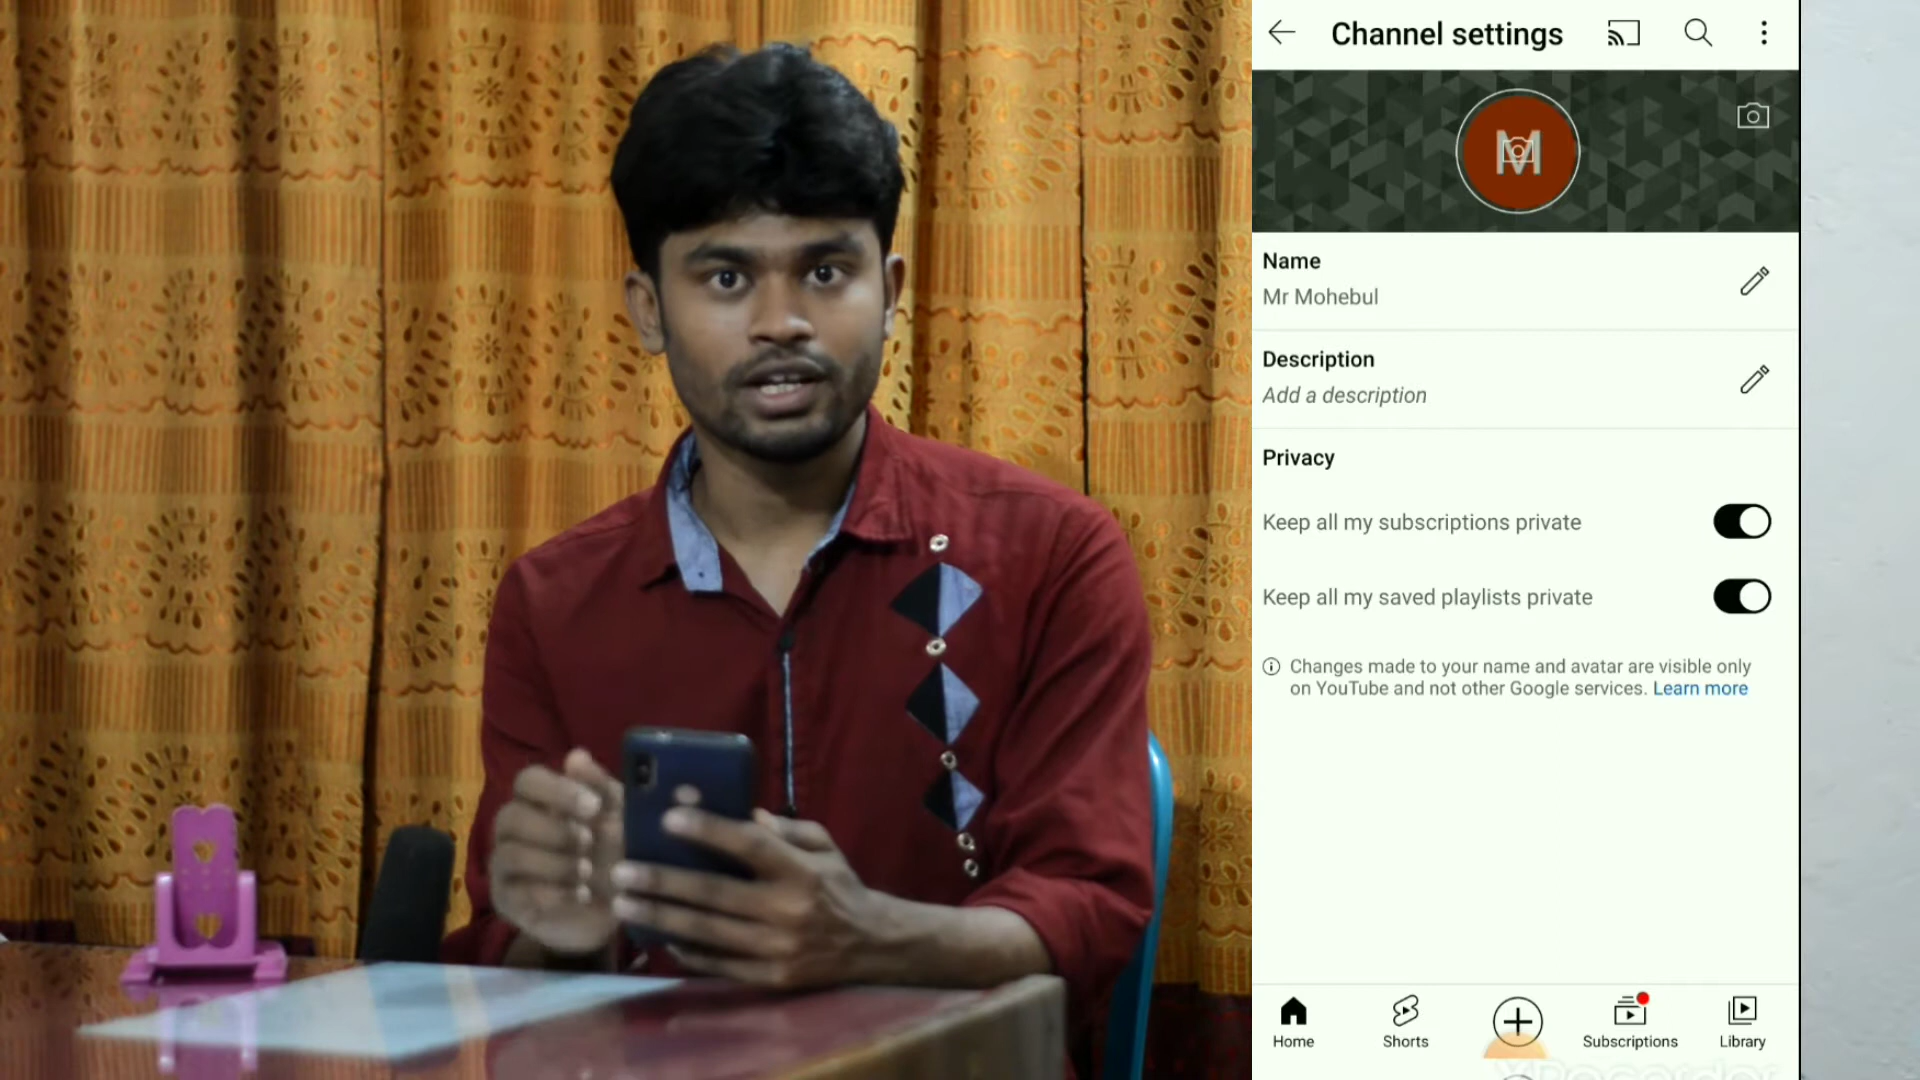 Channel settings
M
Name
Mr Mohebul
Description
Add a description
Privacy
Keep all my subscriptions private
Keep all my saved playlists private
Changes made to your name and avatar are visible only
on YouTube and not other Google services. Learn more
Home
Shorts
Subscriptions
Library
XRecorder